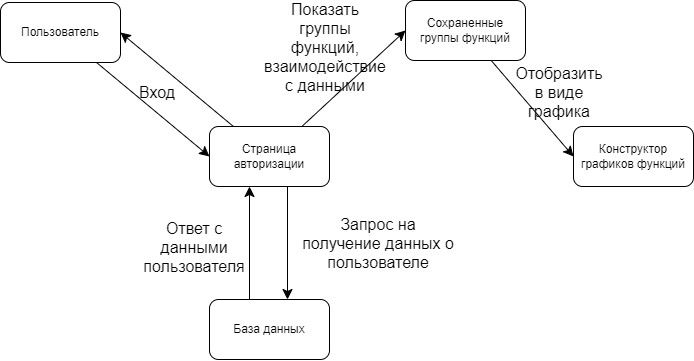 Пользователь
Показать
группы
функций,
взаимодействие
с данными
Сохраненные
группы функций
Вход
Отобразить
в виде
графика
Страница
авторизации
Конструктор
графиков функций
Ответ с
данными
пользователя
Запрос на
получение данных о
пользователе
База данных